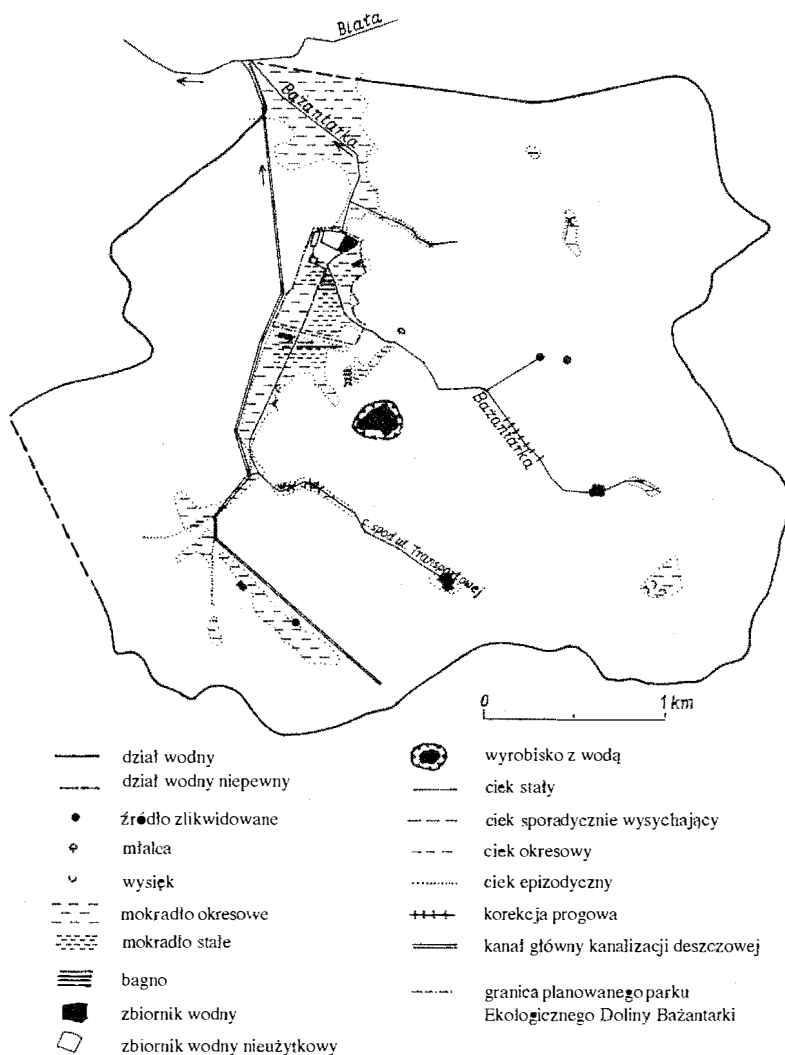 Biała
Bażantarka
Bażantarka
c. spod ul. Transportowej
0 1 km
dział wodny
dział wodny niepewny
źródło zlikwidowane
młaka
wysięk
mokradło okresowe
mokradło stałe
bagno
zbiornik wodny
zbiornik wodny nieużytkowy
wyrobisko z wodą
ciek stały
ciek sporadycznie wysychający
ciek okresowy
ciek epizodyczny
korekcja progowa
kanał główny kanalizacji deszczowej
granica planowanego parku
Ekologicznego Doliny Bażantarki